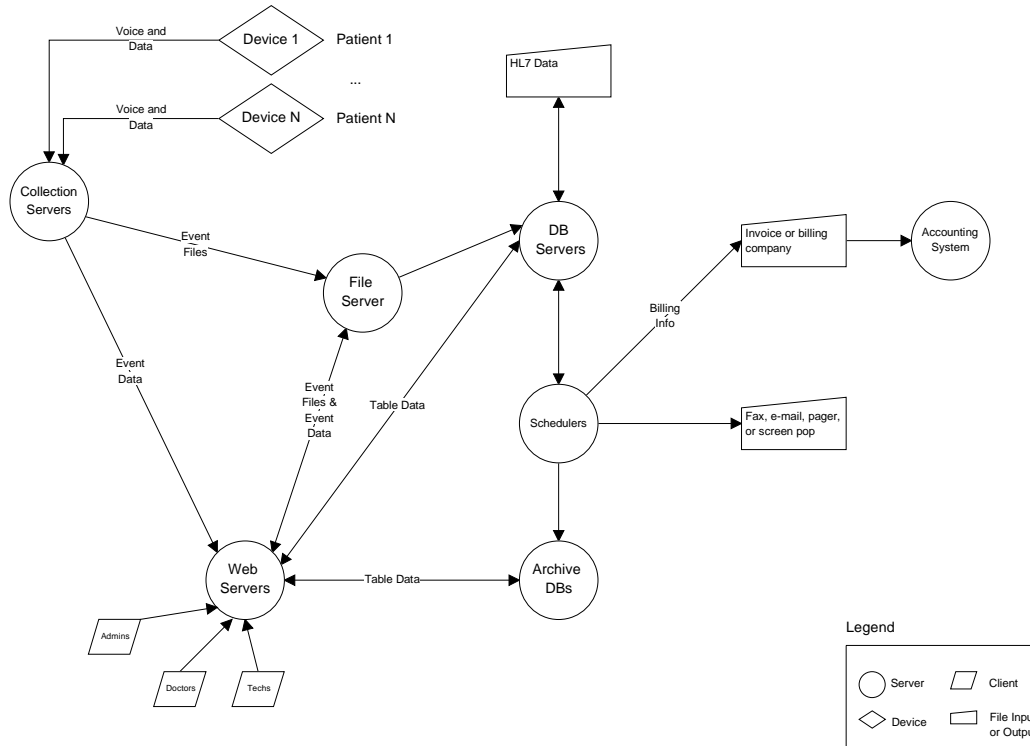 Voice and
Data
Device 1
Patient 1
...
Voice and
Data
Device N
Patient N
HL7 Data
Collection
Servers
Event
Files
File
Server
DB
Servers
Invoice or billing
company
Accounting
System
Billing
Info
Event
Data
Event
Files &
Event
Data
Table Data
Schedulers
Fax, e-mail, pager,
or screen pop
Web
Servers
Table Data
Archive
DBs
Admins
Doctors
Techs
Legend
Server
Client
Device
File Inpu
or Outpu